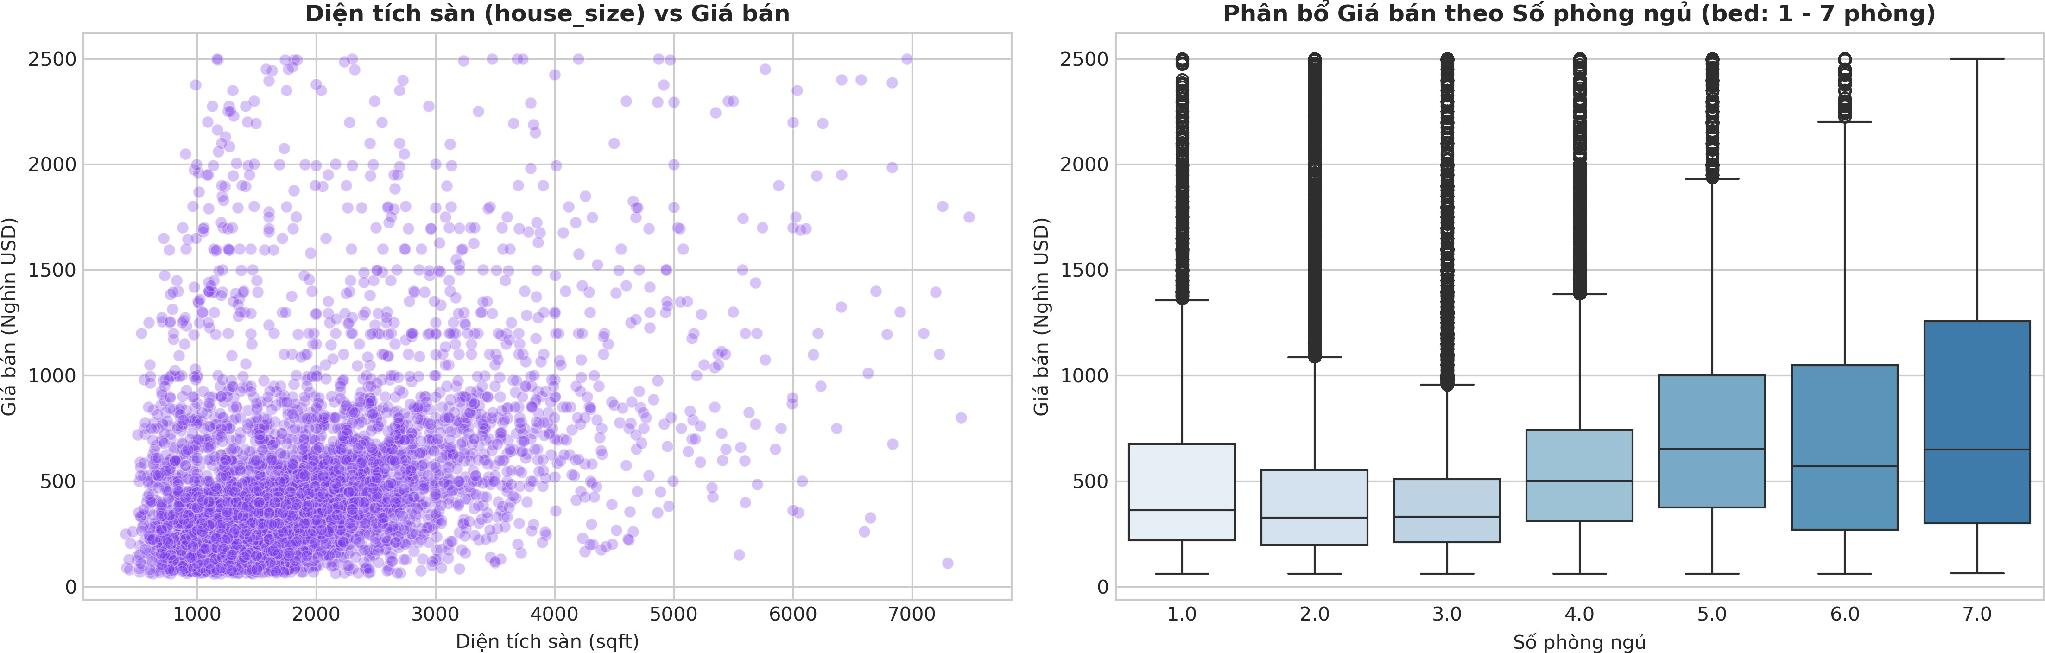 Diện tích sàn (house_size) vs Giá bán
Giá bán (Nghìn USD)
2500
2000
1500
1000
500
0
1000 2000 3000 4000 5000 6000 7000
Diện tích sàn (sqft)
Phân bổ Giá bán theo Số phòng ngủ (bed: 1 - 7 phòng)
Giá bán (Nghìn USD)
2500
2000
1500
1000
500
0
1.0 2.0 3.0 4.0 5.0 6.0 7.0
Số phòng ngủ